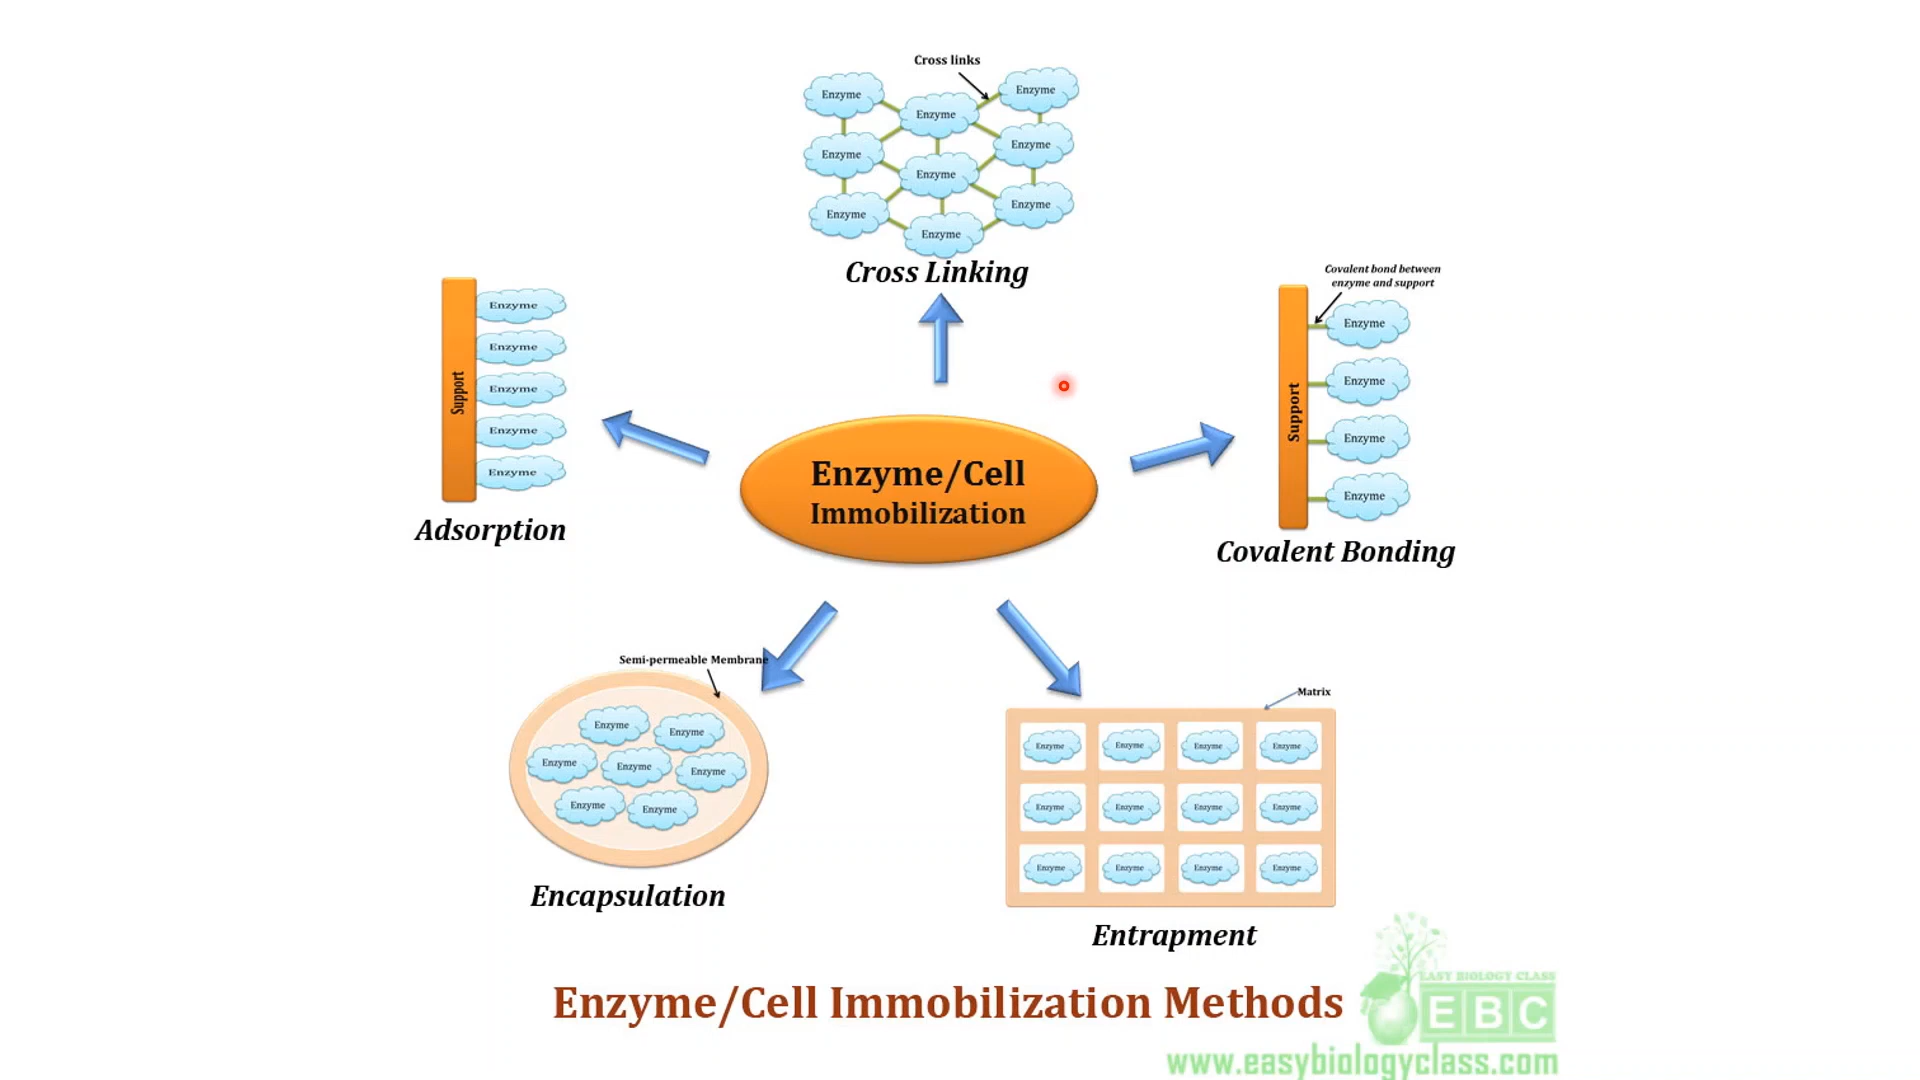 Cross links
Enzyme
Enzyme
Enzyme
Enzyme
Enzyme
Enzyme
Enzyme
Enzyme
Enzyme
Enzyme
Cross Linking
Support
Enzyme
Enzyme
Enzyme
Enzyme
Enzyme
Adsorption
Covalent bond between
enzyme and support
Support
Enzyme
Enzyme
Enzyme
Enzyme
Covalent Bonding
Enzyme/Cell
Immobilization
Semi-permeable Membrane
Enzyme
Enzyme
Enzyme
Enzyme
Enzyme
Enzyme
Enzyme
Encapsulation
Matrix
Enzyme Enzyme Enzyme Enzyme
Enzyme Enzyme Enzyme Enzyme
Enzyme Enzyme Enzyme Enzyme
Entrapment
Enzyme/Cell Immobilization Methods
EASY BIOLOGY CLASS
EBC
www.easybiologyclass.com